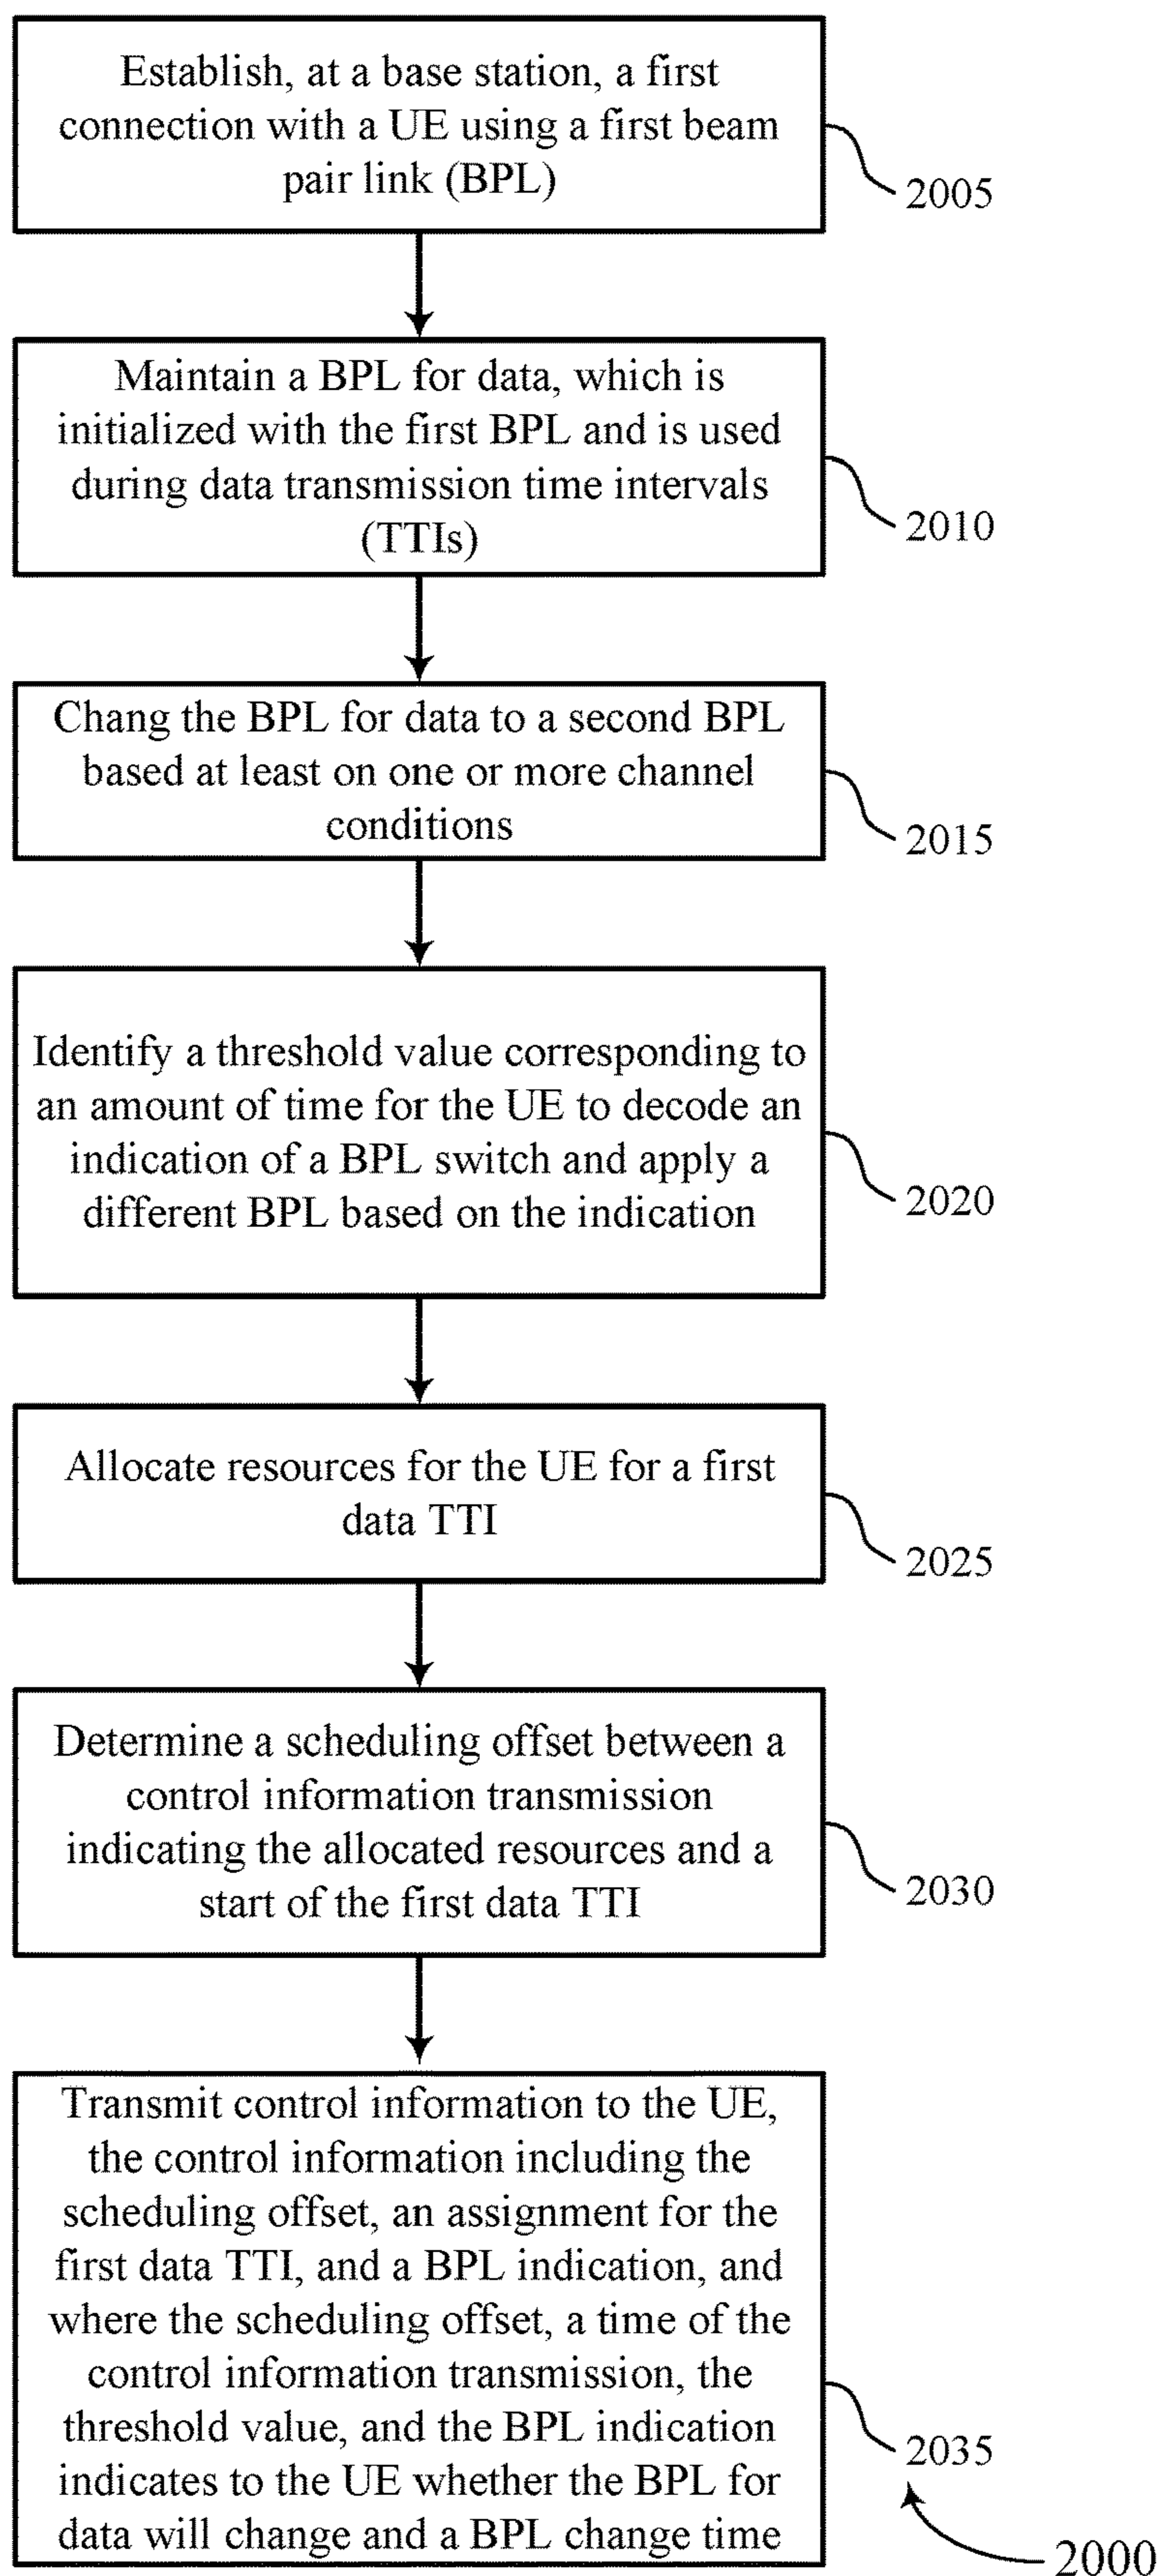 Establish, at a base station, a first
connection with a UE using a first beam
pair link (BPL)
2005
Maintain a BPL for data, which is
initialized with the first BPL and is used
during data transmission time intervals
(TTIs)
2010
Chang the BPL for data to a second BPL
based at least on one or more channel
conditions
2015
Identify a threshold value corresponding to
an amount of time for the UE to decode an
indication of a BPL switch and apply a
different BPL based on the indication
2020
Allocate resources for the UE for a first
data TTI
2025
Determine a scheduling offset between a
control information transmission
indicating the allocated resources and a
start of the first data TTI
2030
Transmit control information to the UE,
the control information including the
scheduling offset, an assignment for the
first data TTI, and a BPL indication, and
where the scheduling offset, a time of the
control information transmission, the
threshold value, and the BPL indication
indicates to the UE whether the BPL for
data will change and a BPL change time
2035
2000